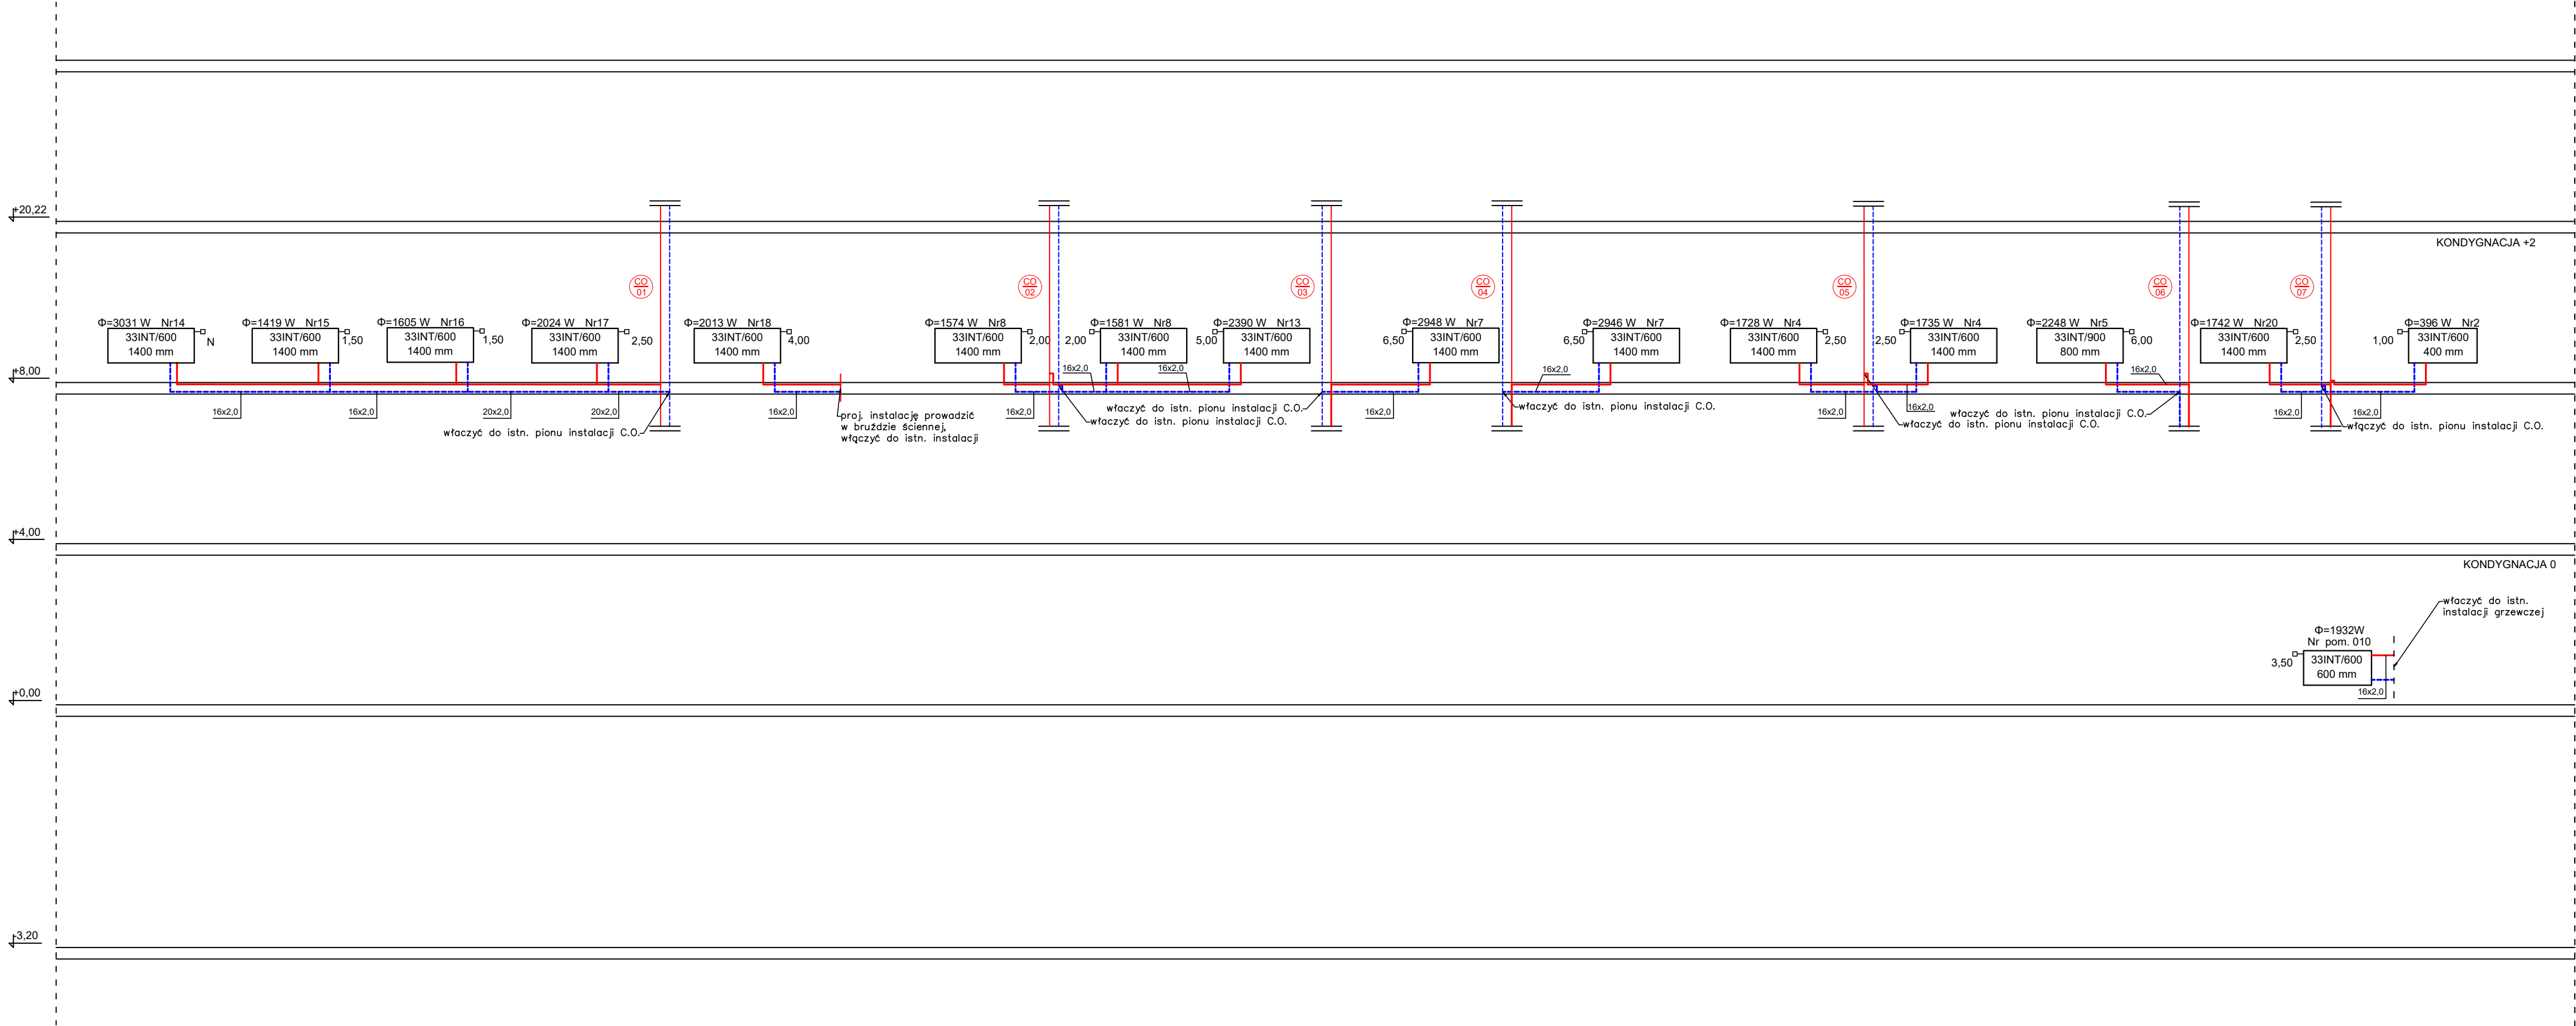 +20,22
KONDYGNACJA +2
CO
01
CO
02
CO
03
CO
04
CO
05
CO
06
CO
07
Φ=3031 W Nr14
33INT/600
1400 mm
N
Φ=1419 W Nr15
33INT/600
1400 mm
1,50
Φ=1605 W Nr16
33INT/600
1400 mm
1,50
Φ=2024 W Nr17
33INT/600
1400 mm
2,50
Φ=2013 W Nr18
33INT/600
1400 mm
4,00
Φ=1574 W Nr8
33INT/600
1400 mm
2,00
Φ=1581 W Nr8
33INT/600
1400 mm
2,00
Φ=2390 W Nr13
33INT/600
1400 mm
5,00
Φ=2948 W Nr7
33INT/600
1400 mm
6,50
Φ=2946 W Nr7
33INT/600
1400 mm
6,50
Φ=1728 W Nr4
33INT/600
1400 mm
2,50
Φ=1735 W Nr4
33INT/600
1400 mm
2,50
Φ=2248 W Nr5
33INT/900
800 mm
6,00
Φ=1742 W Nr20
33INT/600
1400 mm
2,50
Φ=396 W Nr2
33INT/600
400 mm
1,00
+8,00
16x2,0
16x2,0
20x2,0
20x2,0
włączyć do istn. pionu instalacji C.O.
16x2,0
proj. instalację prowadzić
w bruździe ściennej,
włączyć do istn. instalacji
16x2,0
16x2,0
16x2,0
włączyć do istn. pionu instalacji C.O.
włączyć do istn. pionu instalacji C.O.
16x2,0
16x2,0
włączyć do istn. pionu instalacji C.O.
16x2,0
16x2,0
włączyć do istn. pionu instalacji C.O.
włączyć do istn. pionu instalacji C.O.
16x2,0
16x2,0
16x2,0
włączyć do istn. pionu instalacji C.O.
+4,00
KONDYGNACJA 0
włączyć do istn.
instalacji grzewczej
Φ=1932W
Nr pom. 010
33INT/600
600 mm
3,50
16x2,0
+0,00
-3,20